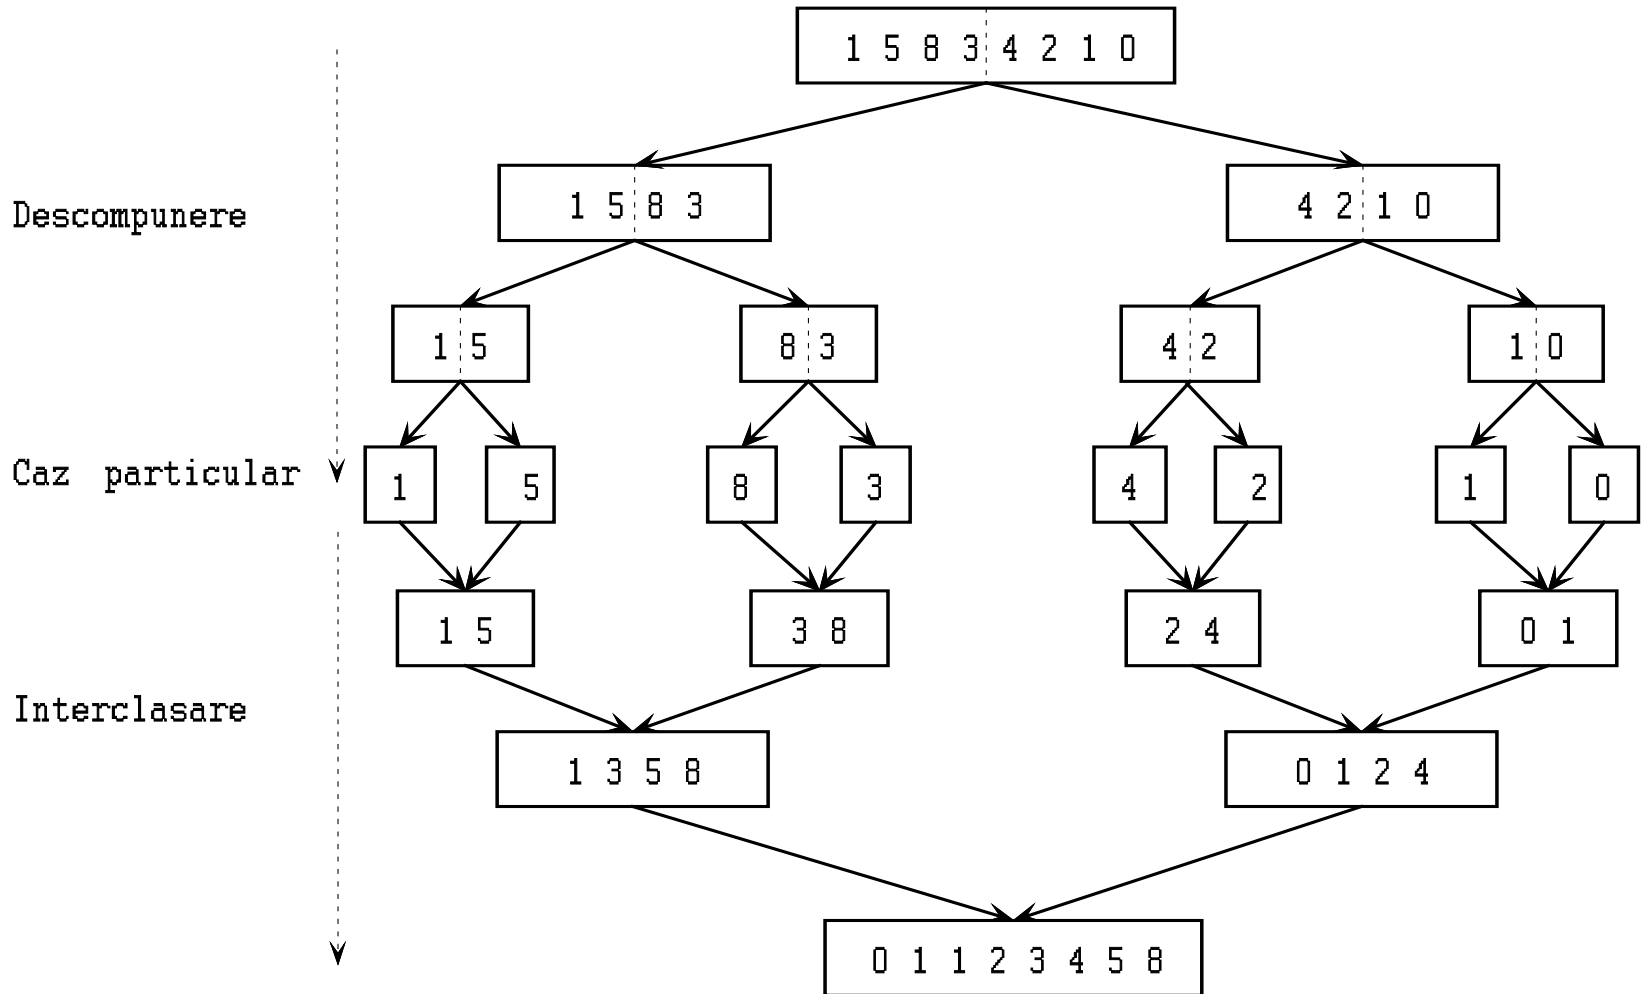 1 5 8 3 4 2 1 0
Descompunere
1 5 8 3
4 2 1 0
1 5
8 3
4 2
1 0
Caz particular
1
5
8
3
4
2
1
0
1 5
3 8
2 4
0 1
Interclasare
1 3 5 8
0 1 2 4
0 1 1 2 3 4 5 8